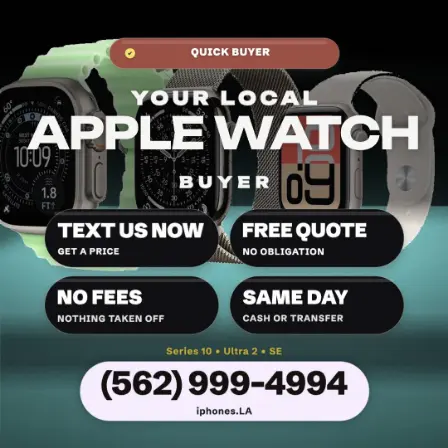 QUICK BUYER
YOUR LOCAL
APPLE WATCH
BUYER
TEXT US NOW
GET A PRICE
FREE QUOTE
NO OBLIGATION
NO FEES
NOTHING TAKEN OFF
SAME DAY
CASH OR TRANSFER
Series 10 • Ultra 2 • SE
(562) 999-4994
iphones.LA